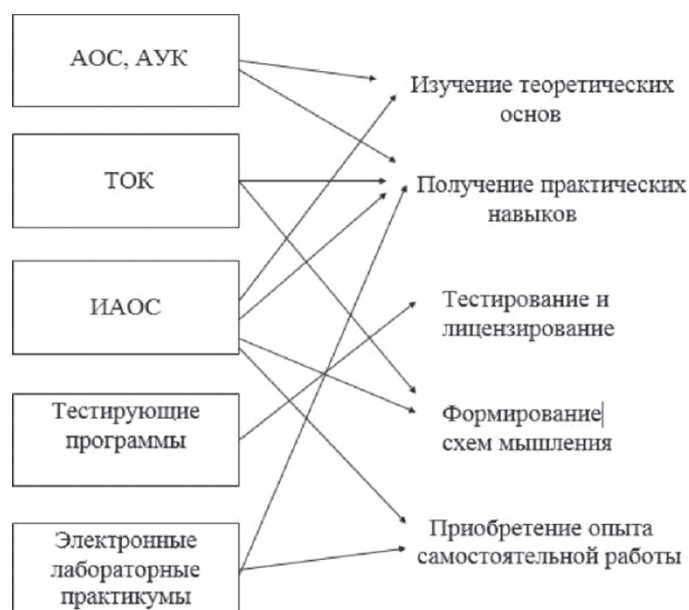 АОС, АУК
ТОК
ИАОС
Тестирующие
программы
Электронные
лабораторные
практикумы
Изучение теоретических
основ
Получение практических
навыков
Тестирование и
лицензирование
Формирование
схем мышления
Приобретение опыта
самостоятельной работы